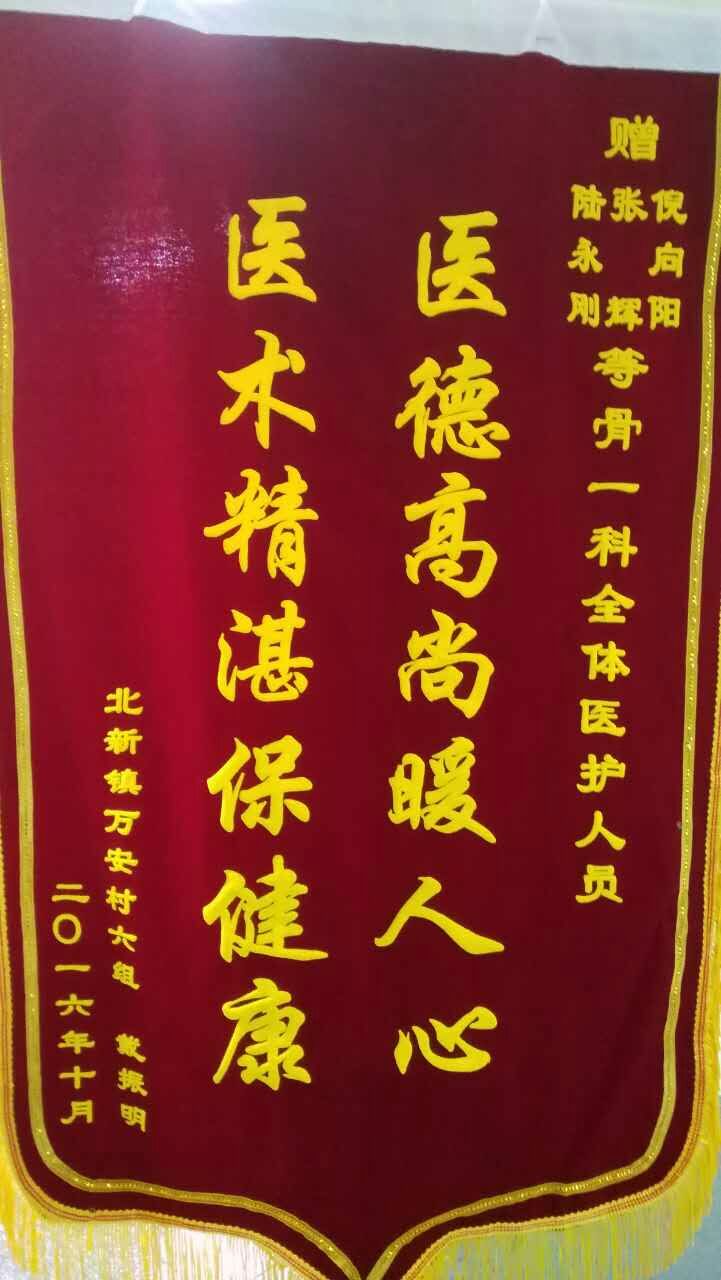 赠
倪向阳
张辉
陆永刚
等骨一科全体医护人员
医德高尚暖人心
医术精湛保健康
北新镇万安村六组 戴振明
二〇一六年十月